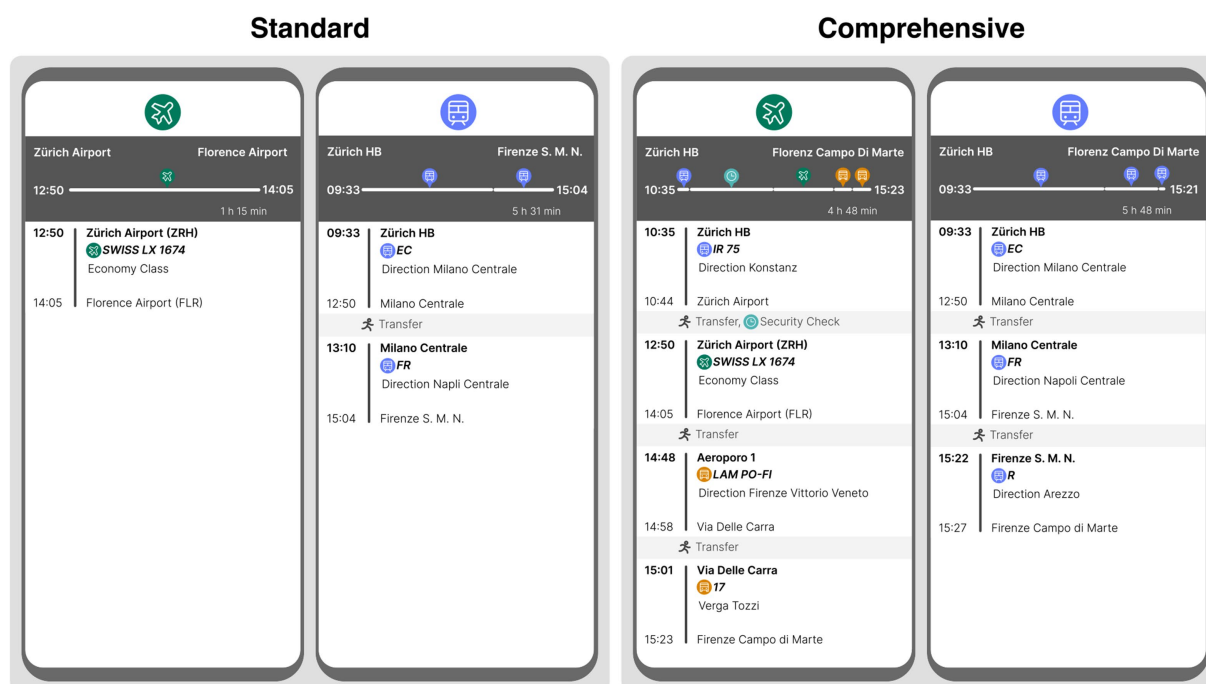 Standard
Zürich Airport Florence Airport
12:50 14:05
1 h 15 min
12:50 Zürich Airport (ZRH)
SWISS LX 1674
Economy Class
14:05 Florence Airport (FLR)
Zürich HB Firenze S. M. N.
09:33 15:04
5 h 31 min
09:33 Zürich HB
EC
Direction Milano Centrale
12:50 Milano Centrale
Transfer
13:10 Milano Centrale
FR
Direction Napli Centrale
15:04 Firenze S. M. N.
Comprehensive
Zürich HB Florenz Campo Di Marte
10:35 15:23
4 h 48 min
10:35 Zürich HB
IR 75
Direction Konstanz
10:44 Zürich Airport
Transfer, Security Check
12:50 Zürich Airport (ZRH)
SWISS LX 1674
Economy Class
14:05 Florence Airport (FLR)
Transfer
14:48 Aeroporo 1
LAM PO-FI
Direction Firenze Vittorio Veneto
14:58 Via Delle Carra
Transfer
15:01 Via Delle Carra
17
Verga Tozzi
15:23 Firenze Campo di Marte
Zürich HB Florenz Campo Di Marte
09:33 15:21
5 h 48 min
09:33 Zürich HB
EC
Direction Milano Centrale
12:50 Milano Centrale
Transfer
13:10 Milano Centrale
FR
Direction Napoli Centrale
15:04 Firenze S. M. N.
Transfer
15:22 Firenze S. M. N.
R
Direction Arezzo
15:27 Firenze Campo di Marte